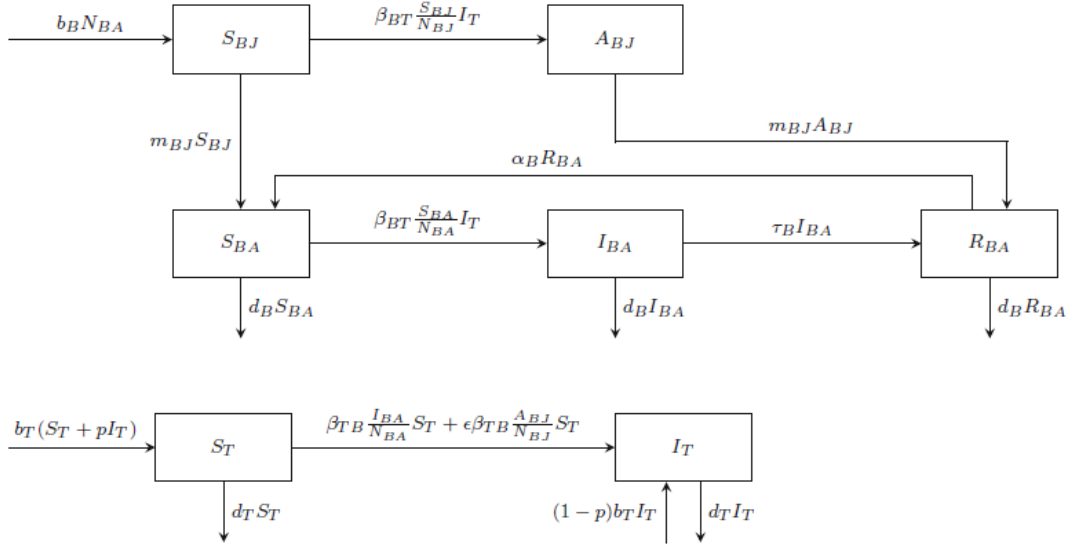 b_B N_{BA}
S_{BJ}
β_{BT} \frac{S_{BJ}}{N_{BJ}} I_T
A_{BJ}
m_{BJ} S_{BJ}
m_{BJ} A_{BJ}
α_B R_{BA}
S_{BA}
β_{BT} \frac{S_{BA}}{N_{BA}} I_T
I_{BA}
τ_B I_{BA}
R_{BA}
d_B S_{BA}
d_B I_{BA}
d_B R_{BA}
b_T(S_T + pI_T)
S_T
β_{TB} \frac{I_{BA}}{N_{BA}} S_T + ϵβ_{TB} \frac{A_{BJ}}{N_{BJ}} S_T
I_T
d_T S_T
(1 − p)b_T I_T
d_T I_T